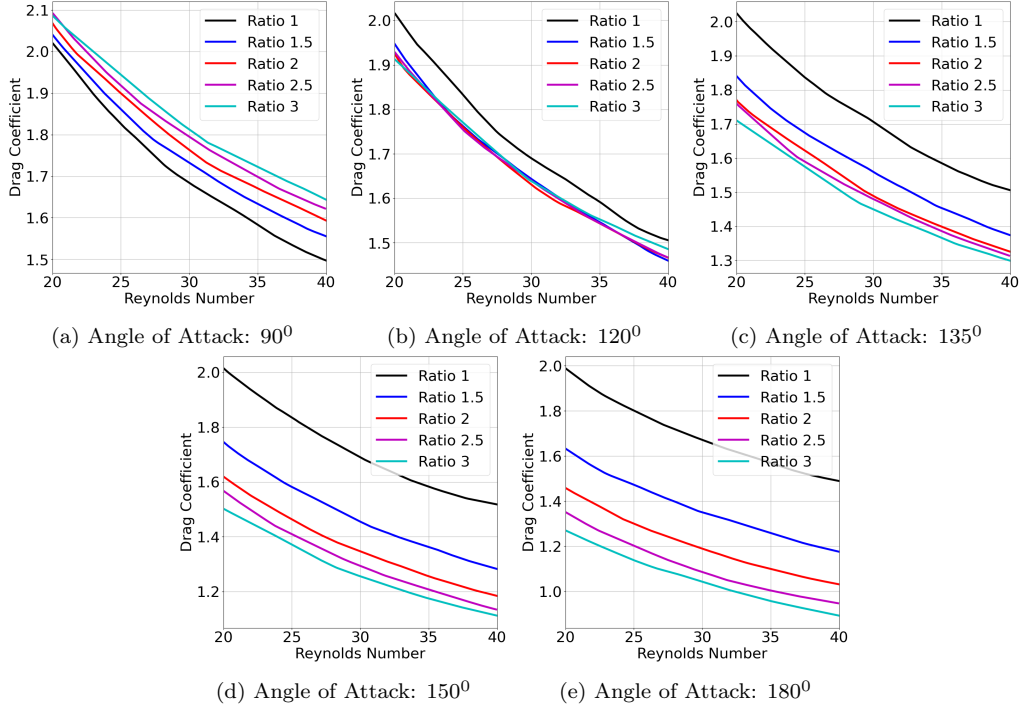 Drag Coefficient
2.1
2.0
1.9
1.8
1.7
1.6
1.5
20 25 30 35 40
Reynolds Number
Ratio 1
Ratio 1.5
Ratio 2
Ratio 2.5
Ratio 3
(a) Angle of Attack: 90⁰
Drag Coefficient
2.0
1.9
1.8
1.7
1.6
1.5
20 25 30 35 40
Reynolds Number
Ratio 1
Ratio 1.5
Ratio 2
Ratio 2.5
Ratio 3
(b) Angle of Attack: 120⁰
Drag Coefficient
2.0
1.9
1.8
1.7
1.6
1.5
1.4
1.3
20 25 30 35 40
Reynolds Number
Ratio 1
Ratio 1.5
Ratio 2
Ratio 2.5
Ratio 3
(c) Angle of Attack: 135⁰
Drag Coefficient
2.0
1.8
1.6
1.4
1.2
20 25 30 35 40
Reynolds Number
Ratio 1
Ratio 1.5
Ratio 2
Ratio 2.5
Ratio 3
(d) Angle of Attack: 150⁰
Drag Coefficient
2.0
1.8
1.6
1.4
1.2
1.0
20 25 30 35 40
Reynolds Number
Ratio 1
Ratio 1.5
Ratio 2
Ratio 2.5
Ratio 3
(e) Angle of Attack: 180⁰